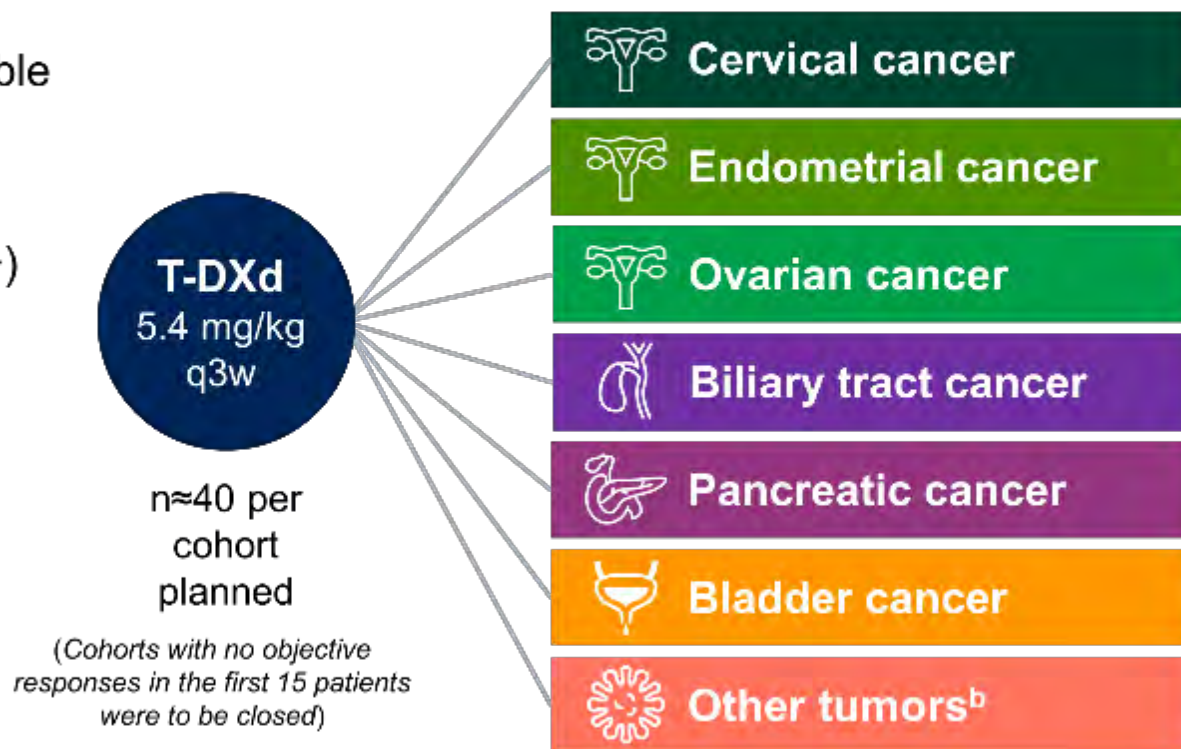 T-DXd
5.4 mg/kg
q3w
n≈40 per
cohort
planned
(Cohorts with no objective
responses in the first 15 patients
were to be closed)
Cervical cancer
Endometrial cancer
Ovarian cancer
Biliary tract cancer
Pancreatic cancer
Bladder cancer
Other tumorsᵇ